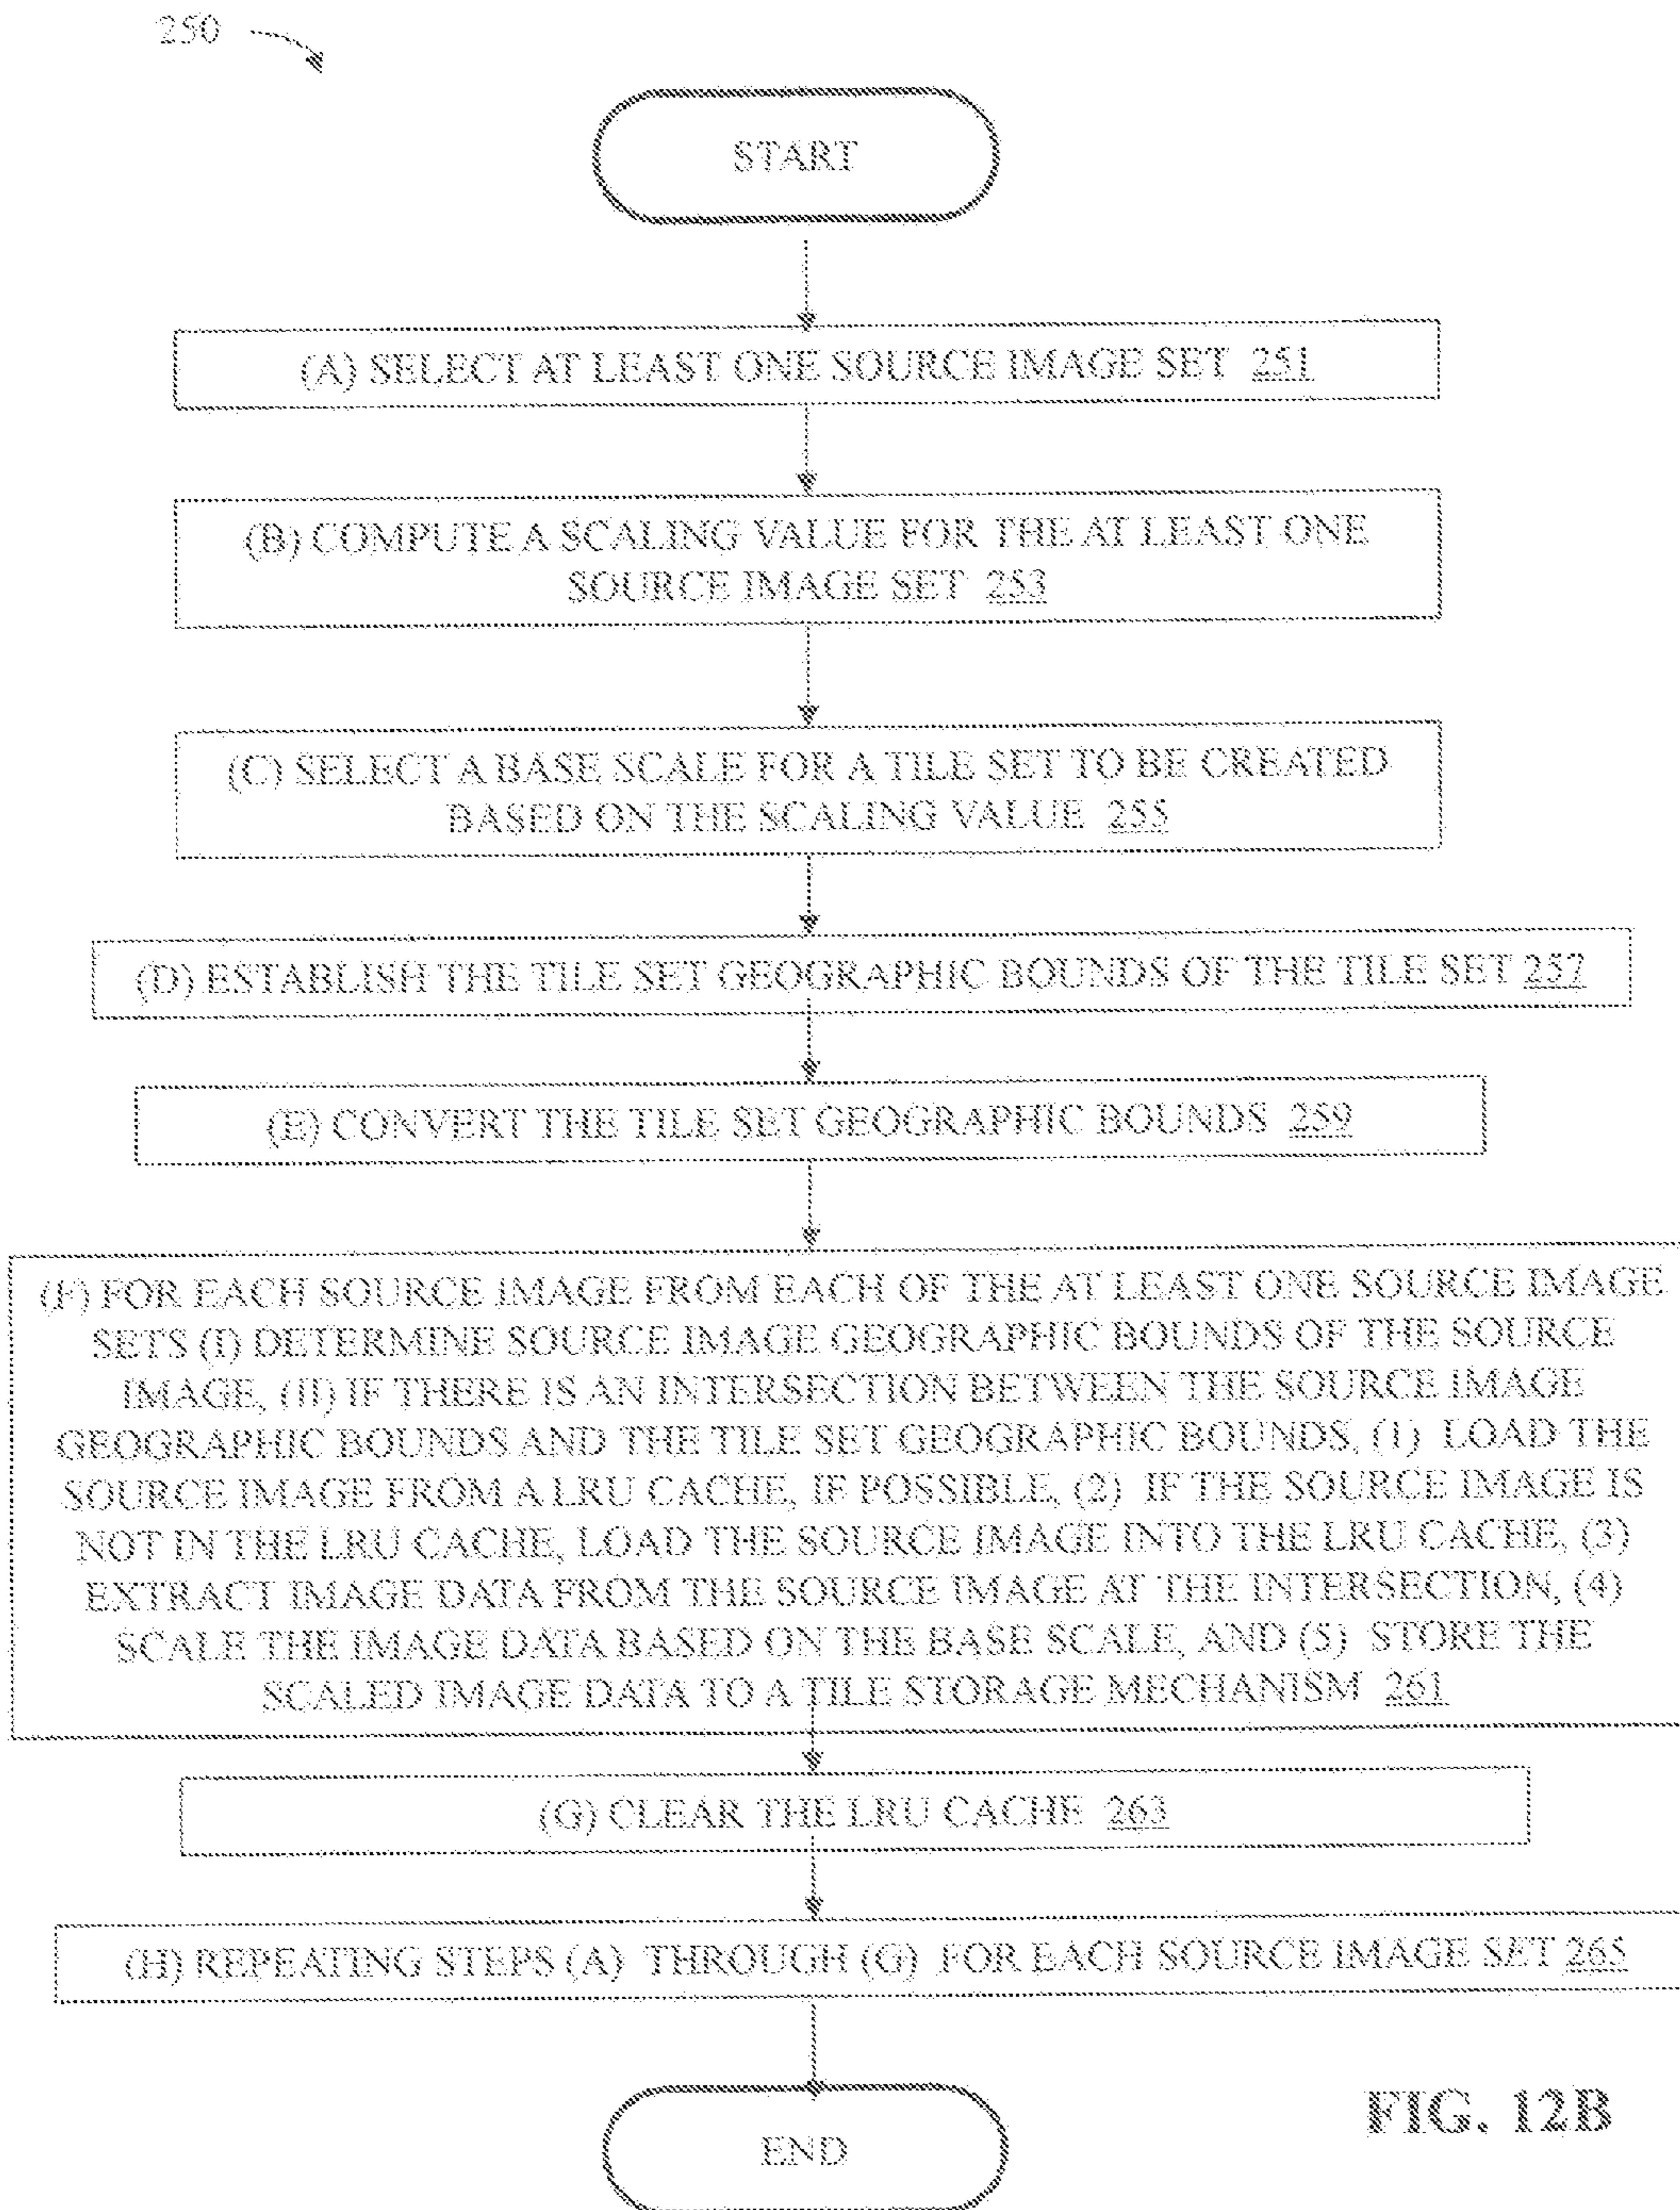 250
START
(A) SELECT AT LEAST ONE SOURCE IMAGE SET 251
(B) COMPUTE A SCALING VALUE FOR THE AT LEAST ONE
SOURCE IMAGE SET 253
(C) SELECT A BASE SCALE FOR A TILE SET TO BE CREATED
BASED ON THE SCALING VALUE 255
(D) ESTABLISH THE TILE SET GEOGRAPHIC BOUNDS OF THE TILE SET 257
(E) CONVERT THE TILE SET GEOGRAPHIC BOUNDS 259
(F) FOR EACH SOURCE IMAGE FROM EACH OF THE AT LEAST ONE SOURCE IMAGE
SETS (I) DETERMINE SOURCE IMAGE GEOGRAPHIC BOUNDS OF THE SOURCE
IMAGE, (II) IF THERE IS AN INTERSECTION BETWEEN THE SOURCE IMAGE
GEOGRAPHIC BOUNDS AND THE TILE SET GEOGRAPHIC BOUNDS, (1) LOAD THE
SOURCE IMAGE FROM A LRU CACHE, IF POSSIBLE, (2) IF THE SOURCE IMAGE IS
NOT IN THE LRU CACHE, LOAD THE SOURCE IMAGE INTO THE LRU CACHE, (3)
EXTRACT IMAGE DATA FROM THE SOURCE IMAGE AT THE INTERSECTION, (4)
SCALE THE IMAGE DATA BASED ON THE BASE SCALE, AND (5) STORE THE
SCALED IMAGE DATA TO A TILE STORAGE MECHANISM 261
(G) CLEAR THE LRU CACHE 263
(H) REPEATING STEPS (A) THROUGH (G) FOR EACH SOURCE IMAGE SET 265
END
FIG. 12B